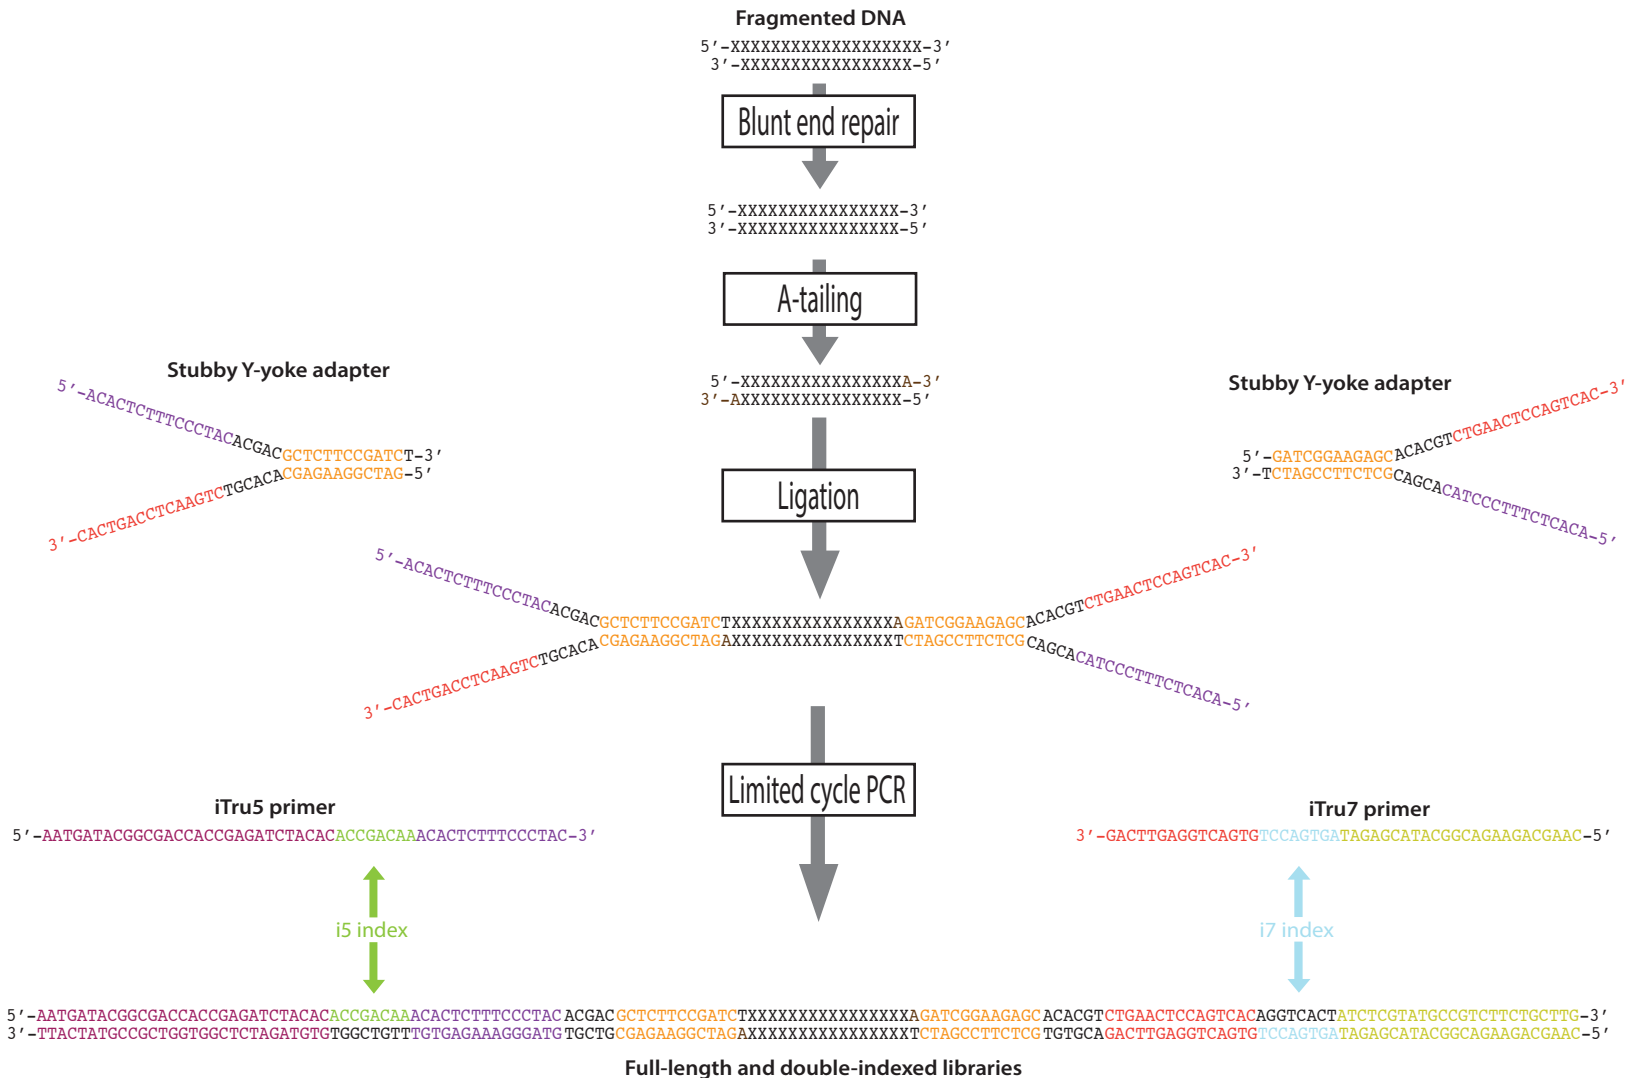 Fragmented DNA
5′-XXXXXXXXXXXXXXXXXXX-3′
3′-XXXXXXXXXXXXXXXXX-5′
Blunt end repair
5′-XXXXXXXXXXXXXXXX-3′
3′-XXXXXXXXXXXXXXXX-5′
A-tailing
5′-XXXXXXXXXXXXXXXXA-3′
3′-AXXXXXXXXXXXXXXXX-5′
Stubby Y-yoke adapter
5′-ACACTCTTTCCCTACACGACGCTCTTCCGATCT-3′
3′-CACTGACCTCAAGTCTGCACACGAGAAGGCTAG-5′
Stubby Y-yoke adapter
5′-GATCGGAAGAGCACACGTCTGAACTCCAGTCAC-3′
3′-TCTAGCCTTCTCGCAGCACATCCCTTTCTCACA-5′
Ligation
5′-ACACTCTTTCCCTACACGACGCTCTTCCGATCTXXXXXXXXXXXXXXXXAGATCGGAAGAGCACACGTCTGAACTCCAGTCAC-3′
3′-CACTGACCTCAAGTCTGCACACGAGAAGGCTAGAXXXXXXXXXXXXXXXXTCTAGCCTTCTCGCAGCACATCCCTTTCTCACA-5′
Limited cycle PCR
iTru5 primer
5′-AATGATACGGCGACCACCGAGATCTACACACCGACAAACACTCTTTCCCTAC-3′
iTru7 primer
3′-GACTTGAGGTCAGTGTCCAGTGATAGAGCATACGGCAGAAGACGAAC-5′
i5 index
i7 index
5′-AATGATACGGCGACCACCGAGATCTACACACCGACAAACACTCTTTCCCTACACGACGCTCTTCCGATCTXXXXXXXXXXXXXXXXAGATCGGAAGAGCACACGTCTGAACTCCAGTCACAGGTCACTATCTCGTATGCCGTCTTCTGCTTG-3′
3′-TTACTATGCCGCTGGTGGCTCTAGATGTGTGGCTGTTTGTGAGAAAGGGATGTGCTGCGAGAAGGCTAGAXXXXXXXXXXXXXXXXTCTAGCCTTCTCGTGTGCAGACTTGAGGTCAGTGTCCAGTGATAGAGCATACGGCAGAAGACGAAC-5′
Full-length and double-indexed libraries